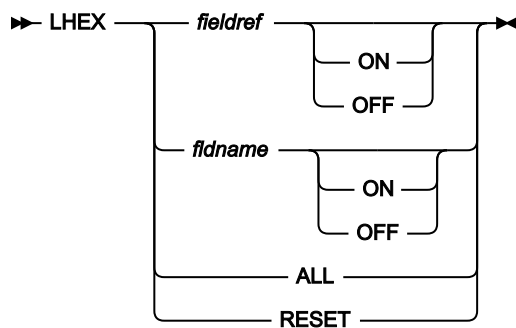 LHEX fieldref
ON
OFF
fldname
ON
OFF
ALL
RESET